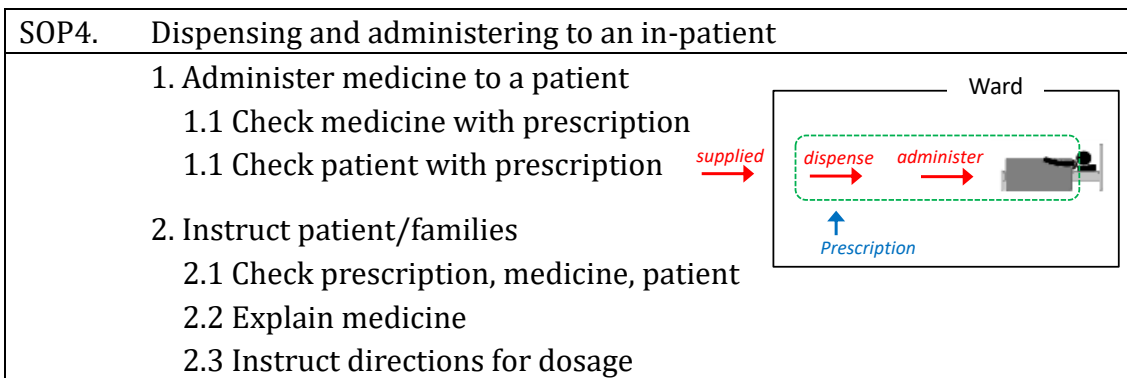 SOP4. Dispensing and administering to an in-patient
1. Administer medicine to a patient
1.1 Check medicine with prescription
1.1 Check patient with prescription
2. Instruct patient/families
2.1 Check prescription, medicine, patient
2.2 Explain medicine
2.3 Instruct directions for dosage
Ward
supplied
dispense
administer
Prescription